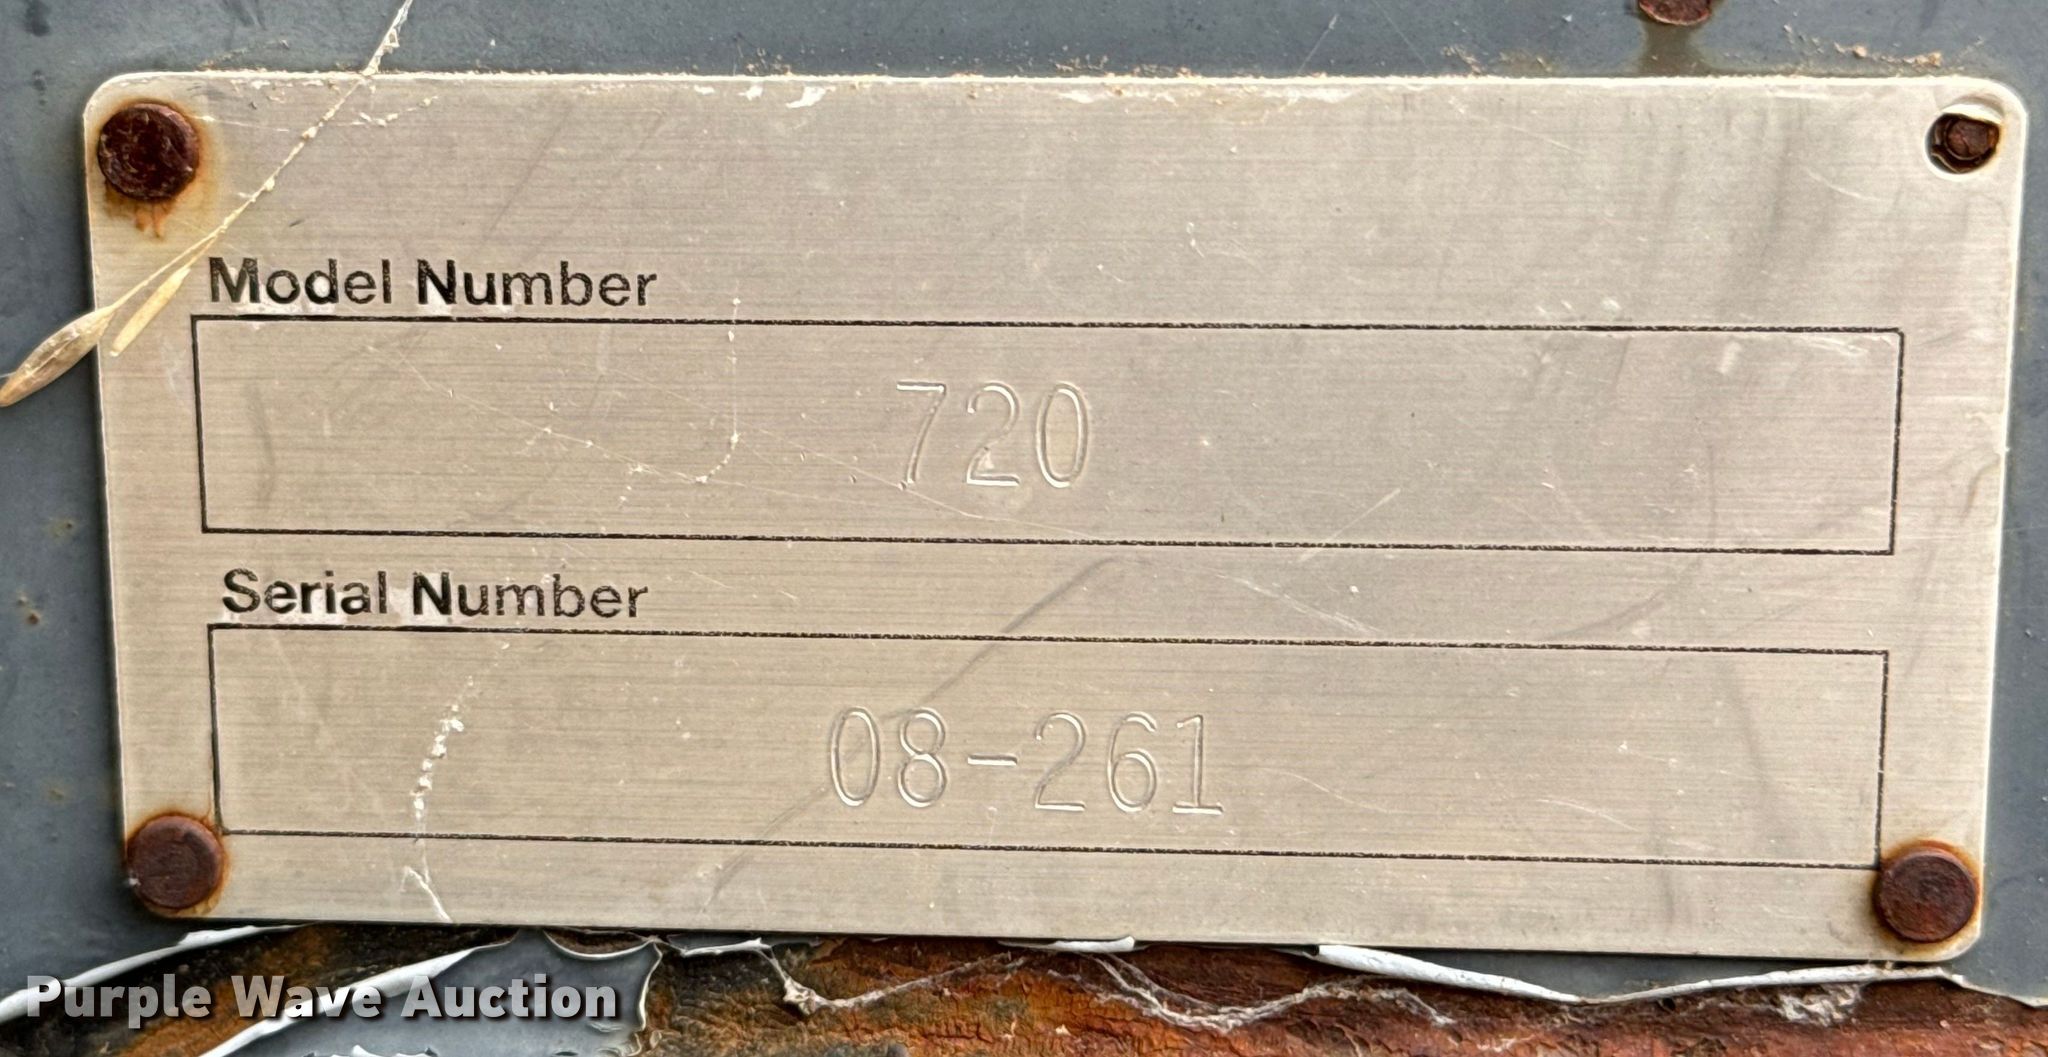 Model Number
720
Serial Number
08-261
Purple Wave Auction